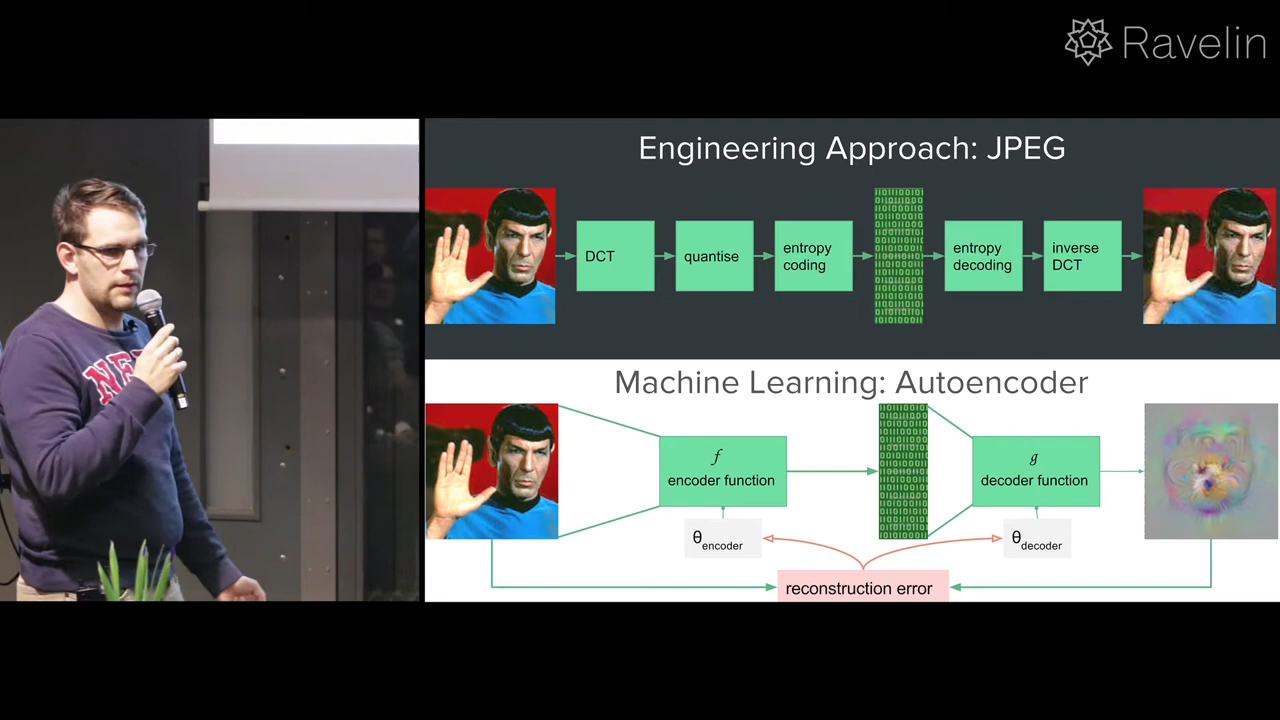 Ravelin
NE
Engineering Approach: JPEG
DCT
quantise
entropy
coding
entropy
decoding
inverse
DCT
Machine Learning: Autoencoder
f
encoder function
g
decoder function
θencoder
θdecoder
reconstruction error